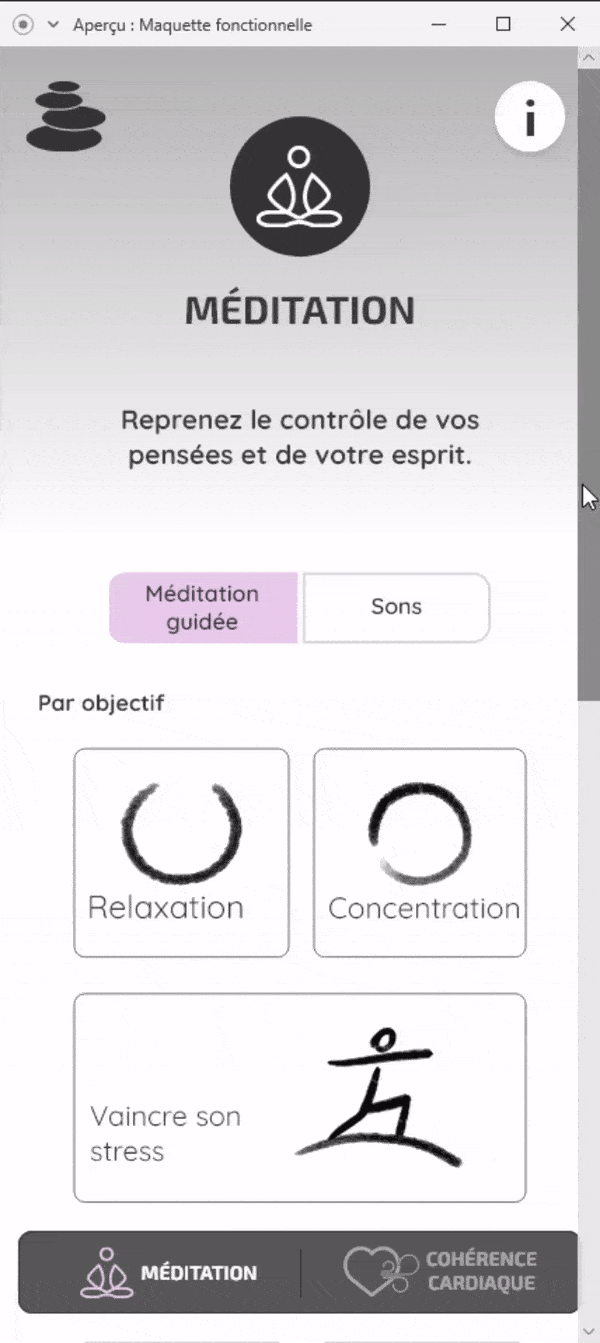 Aperçu : Maquette fonctionnelle
i
MÉDITATION
Reprenez le contrôle de vos
pensées et de votre esprit.
Méditation
guidée
Sons
Par objectif
Relaxation
Concentration
Vaincre son
stress
MÉDITATION
COHÉRENCE
CARDIAQUE